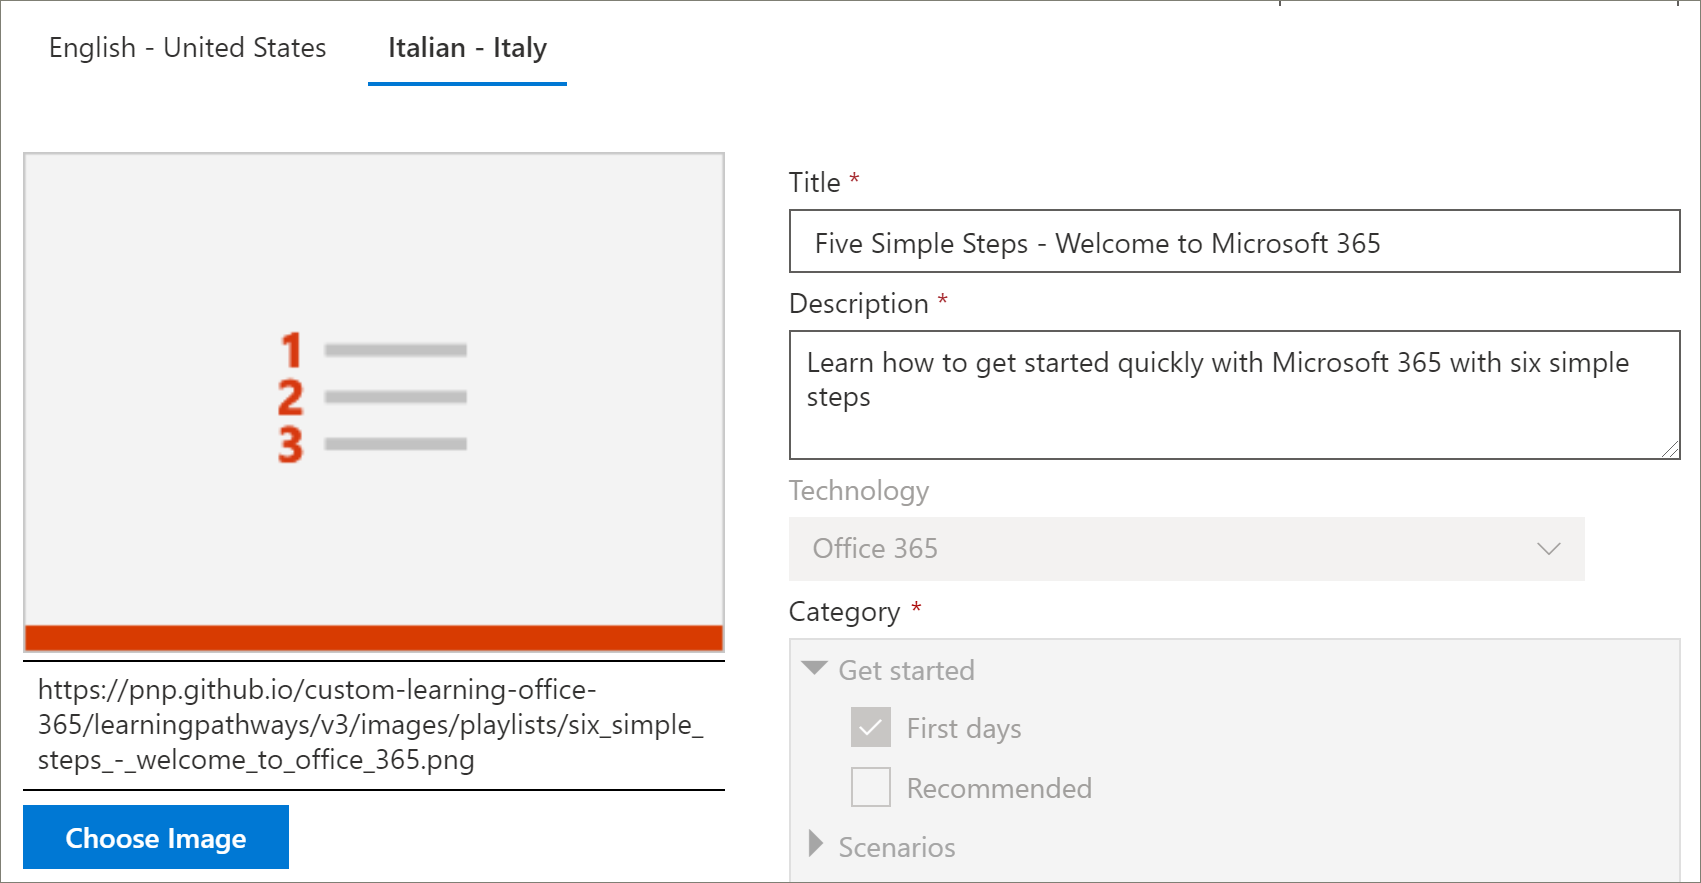 English - United States
Italian - Italy
1
2
3
https://pnp.github.io/custom-learning-office-
365/learningpathways/v3/images/playlists/six_simple_
steps_-_welcome_to_office_365.png
Choose Image
Title *
Five Simple Steps - Welcome to Microsoft 365
Description *
Learn how to get started quickly with Microsoft 365 with six simple
steps
Technology
Office 365
Category *
Get started
First days
Recommended
Scenarios